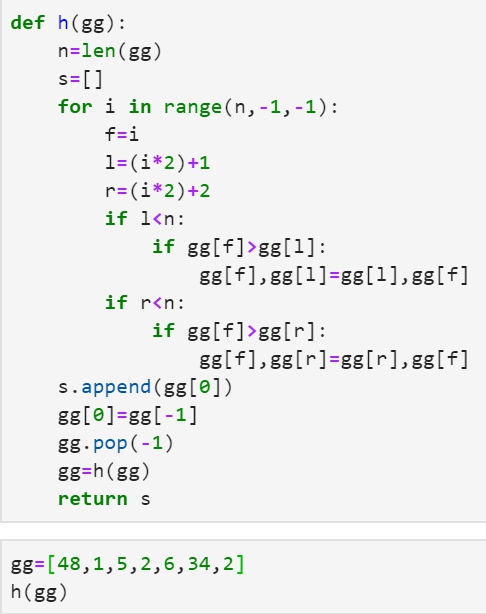 def h(gg):
    n=len(gg)
    s=[]
    for i in range(n,-1,-1):
        f=i
        l=(i*2)+1
        r=(i*2)+2
        if l<n:
            if gg[f]>gg[l]:
                gg[f],gg[l]=gg[l],gg[f]
        if r<n:
            if gg[f]>gg[r]:
                gg[f],gg[r]=gg[r],gg[f]
    s.append(gg[0])
    gg[0]=gg[-1]
    gg.pop(-1)
    gg=h(gg)
    return s
gg=[48,1,5,2,6,34,2]
h(gg)